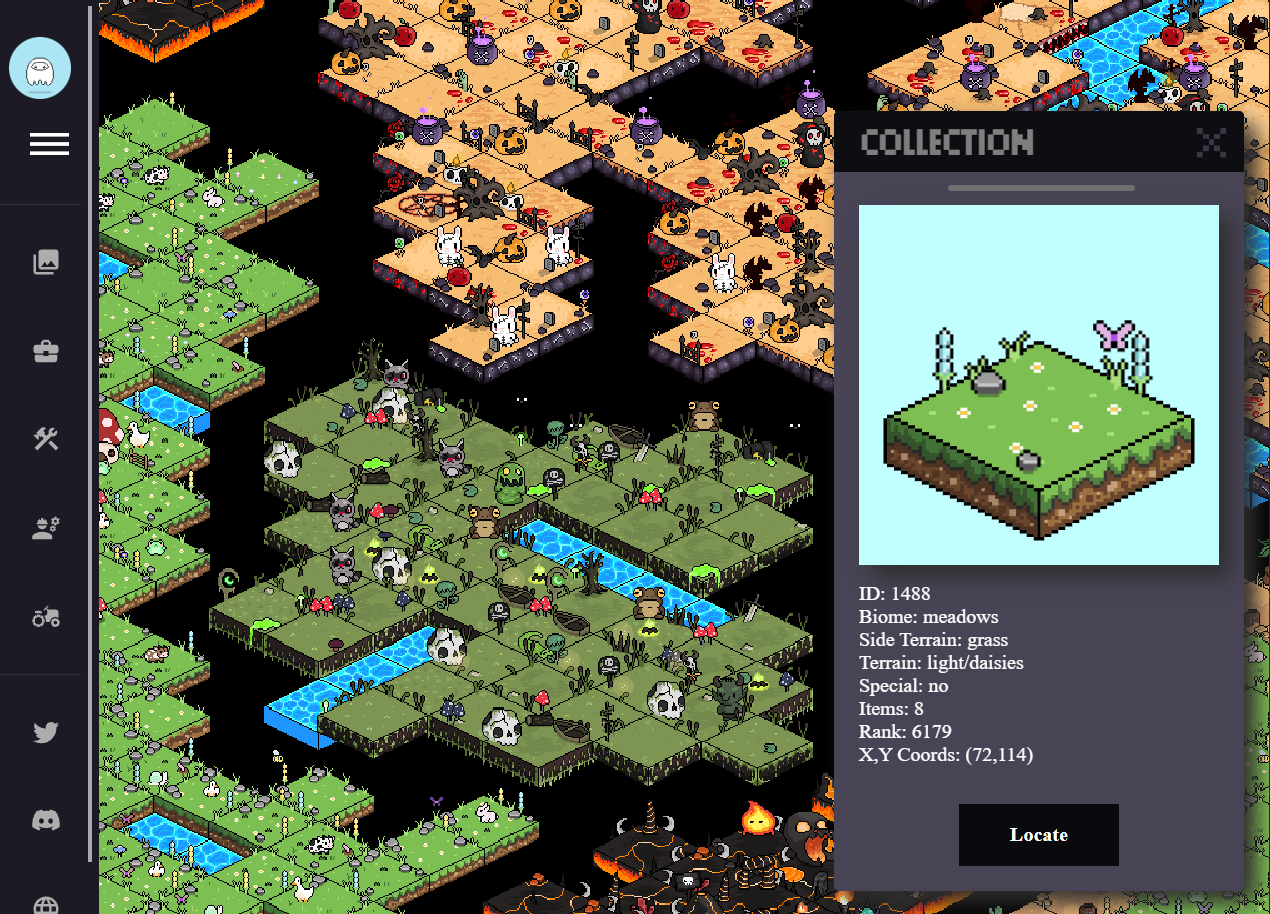 COLLECTION
ID: 1488
Biome: meadows
Side Terrain: grass
Terrain: light/daisies
Special: no
Items: 8
Rank: 6179
X,Y Coords: (72,114)
Locate